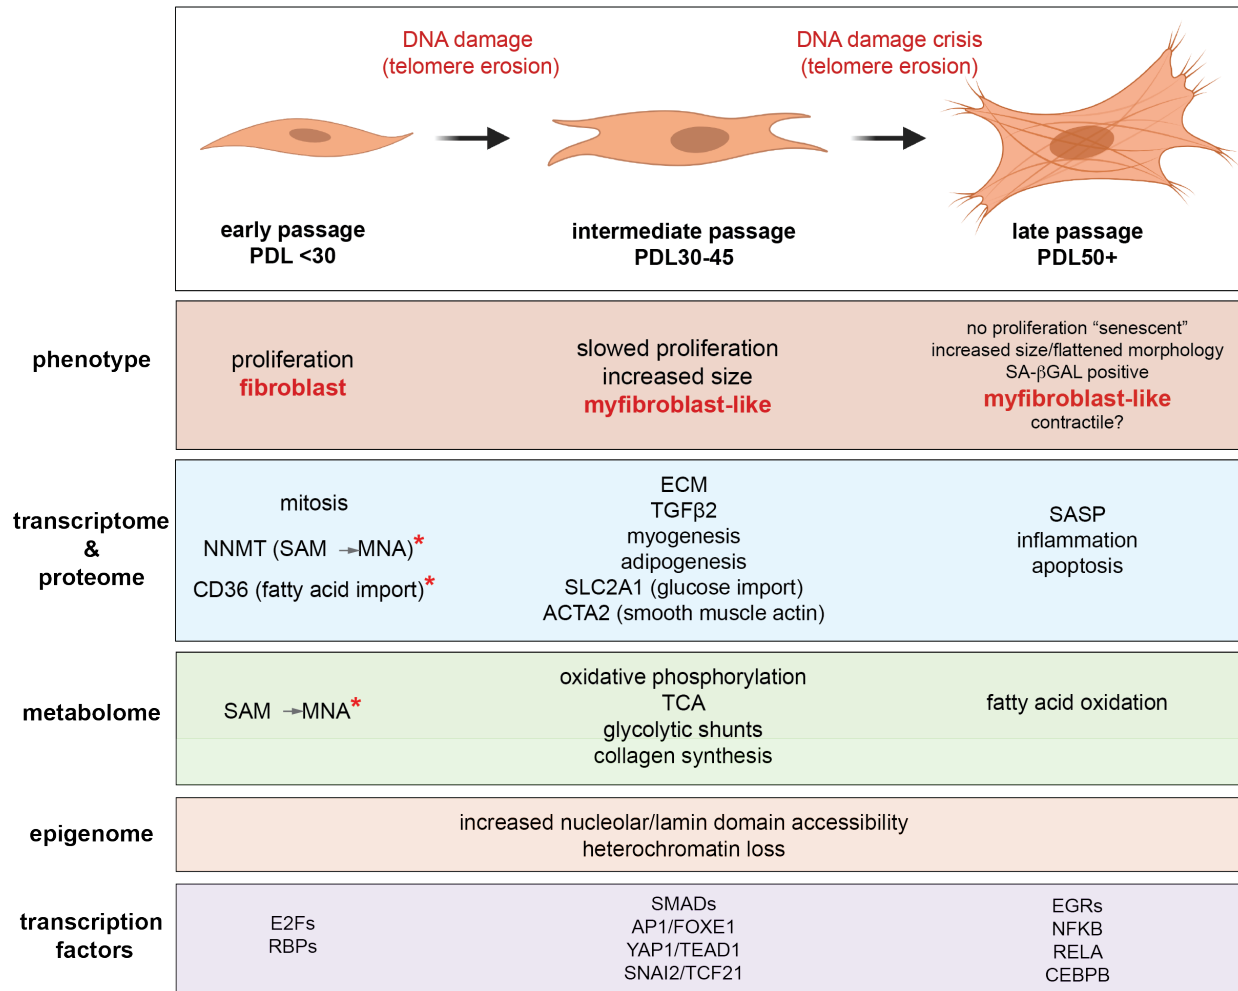 DNA damage
(telomere erosion)
DNA damage crisis
(telomere erosion)
early passage
PDL <30
intermediate passage
PDL30-45
late passage
PDL50+
phenotype
proliferation
fibroblast
slowed proliferation
increased size
myfibroblast-like
no proliferation “senescent”
increased size/flattened morphology
SA-βGAL positive
myfibroblast-like
contractile?
transcriptome
&
proteome
mitosis
NNMT (SAM → MNA)*
CD36 (fatty acid import)*
ECM
TGFβ2
myogenesis
adipogenesis
SLC2A1 (glucose import)
ACTA2 (smooth muscle actin)
SASP
inflammation
apoptosis
metabolome
SAM → MNA*
oxidative phosphorylation
TCA
glycolytic shunts
collagen synthesis
fatty acid oxidation
epigenome
increased nucleolar/lamin domain accessibility
heterochromatin loss
transcription
factors
E2Fs
RBPs
SMADs
AP1/FOXE1
YAP1/TEAD1
SNAI2/TCF21
EGRs
NFKB
RELA
CEBPB